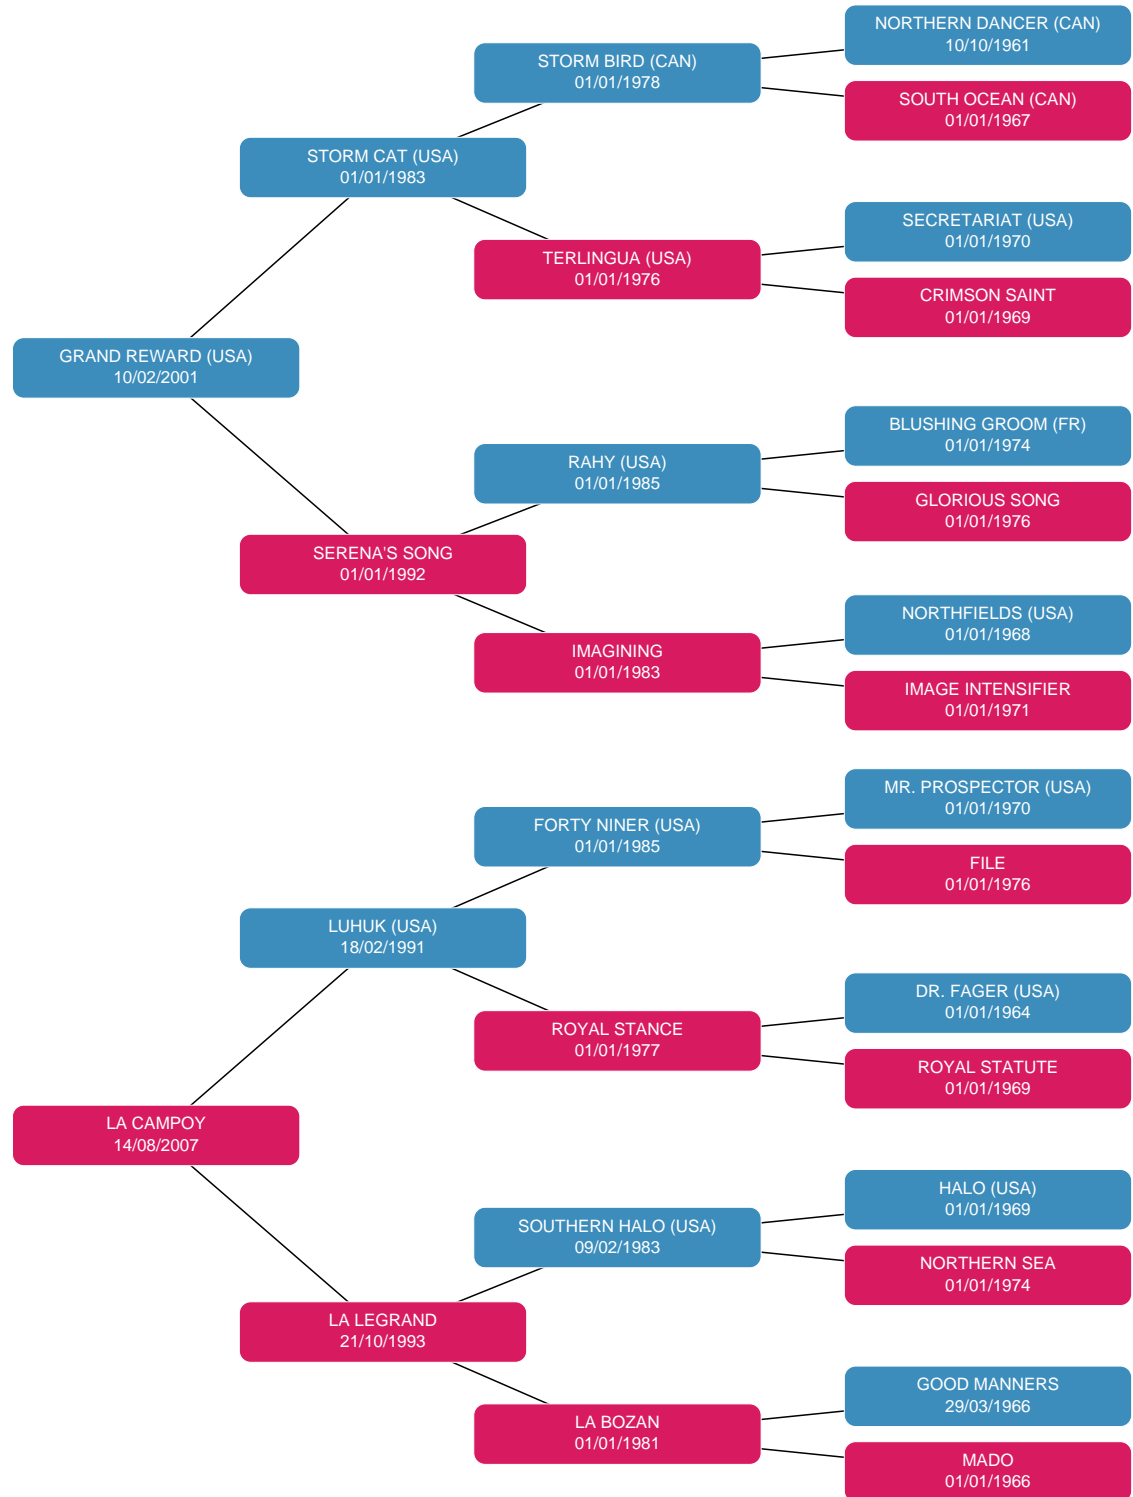 NORTHERN DANCER (CAN)
10/10/1961
STORM BIRD (CAN)
01/01/1978
SOUTH OCEAN (CAN)
01/01/1967
STORM CAT (USA)
01/01/1983
SECRETARIAT (USA)
01/01/1970
TERLINGUA (USA)
01/01/1976
CRIMSON SAINT
01/01/1969
GRAND REWARD (USA)
10/02/2001
BLUSHING GROOM (FR)
01/01/1974
RAHY (USA)
01/01/1985
GLORIOUS SONG
01/01/1976
SERENA'S SONG
01/01/1992
NORTHFIELDS (USA)
01/01/1968
IMAGINING
01/01/1983
IMAGE INTENSIFIER
01/01/1971
MR. PROSPECTOR (USA)
01/01/1970
FORTY NINER (USA)
01/01/1985
FILE
01/01/1976
LUHUK (USA)
18/02/1991
DR. FAGER (USA)
01/01/1964
ROYAL STANCE
01/01/1977
ROYAL STATUTE
01/01/1969
LA CAMPOY
14/08/2007
HALO (USA)
01/01/1969
SOUTHERN HALO (USA)
09/02/1983
NORTHERN SEA
01/01/1974
LA LEGRAND
21/10/1993
GOOD MANNERS
29/03/1966
LA BOZAN
01/01/1981
MADO
01/01/1966